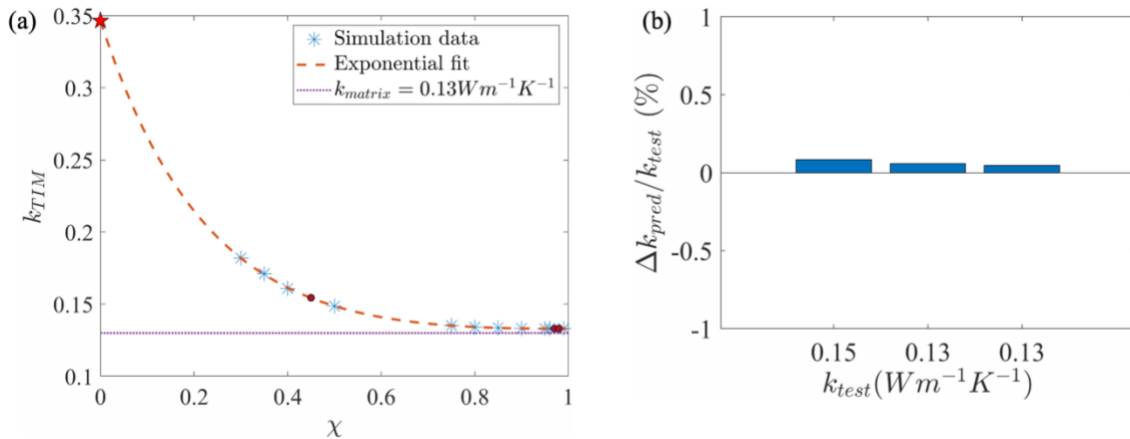 (a)
0.35
0.3
0.25
0.2
0.15
0.1
k_TIM
0
0.2
0.4
0.6
0.8
1
χ
Simulation data
Exponential fit
k_matrix = 0.13Wm⁻¹K⁻¹
(b)
1
0.5
0
-0.5
-1
Δk_pred/k_test (%)
0.15
0.13
0.13
k_test(Wm⁻¹K⁻¹)